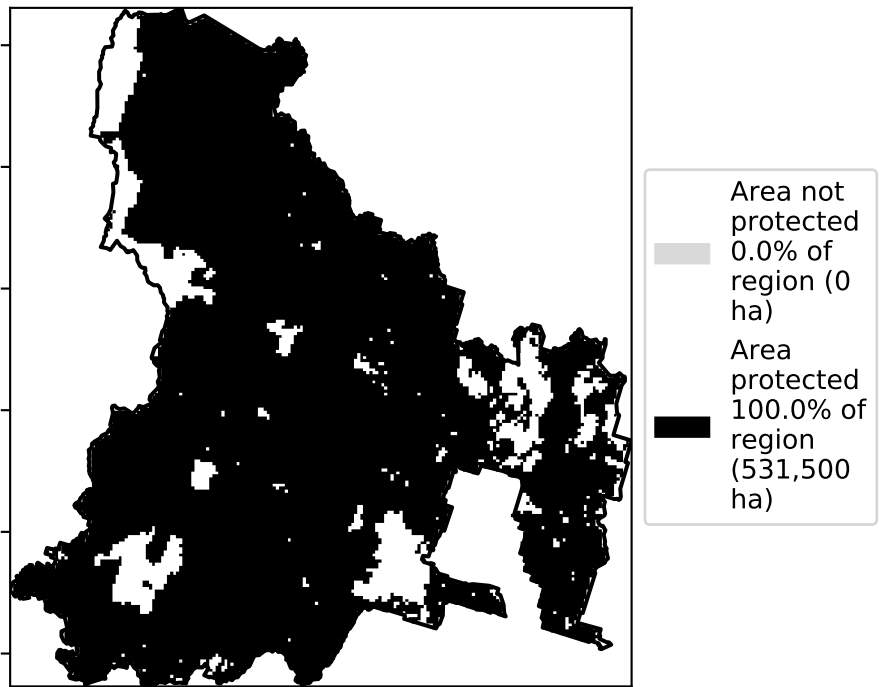 Area not
protected
0.0% of
region (0
ha)
Area
protected
100.0% of
region
(531,500
ha)